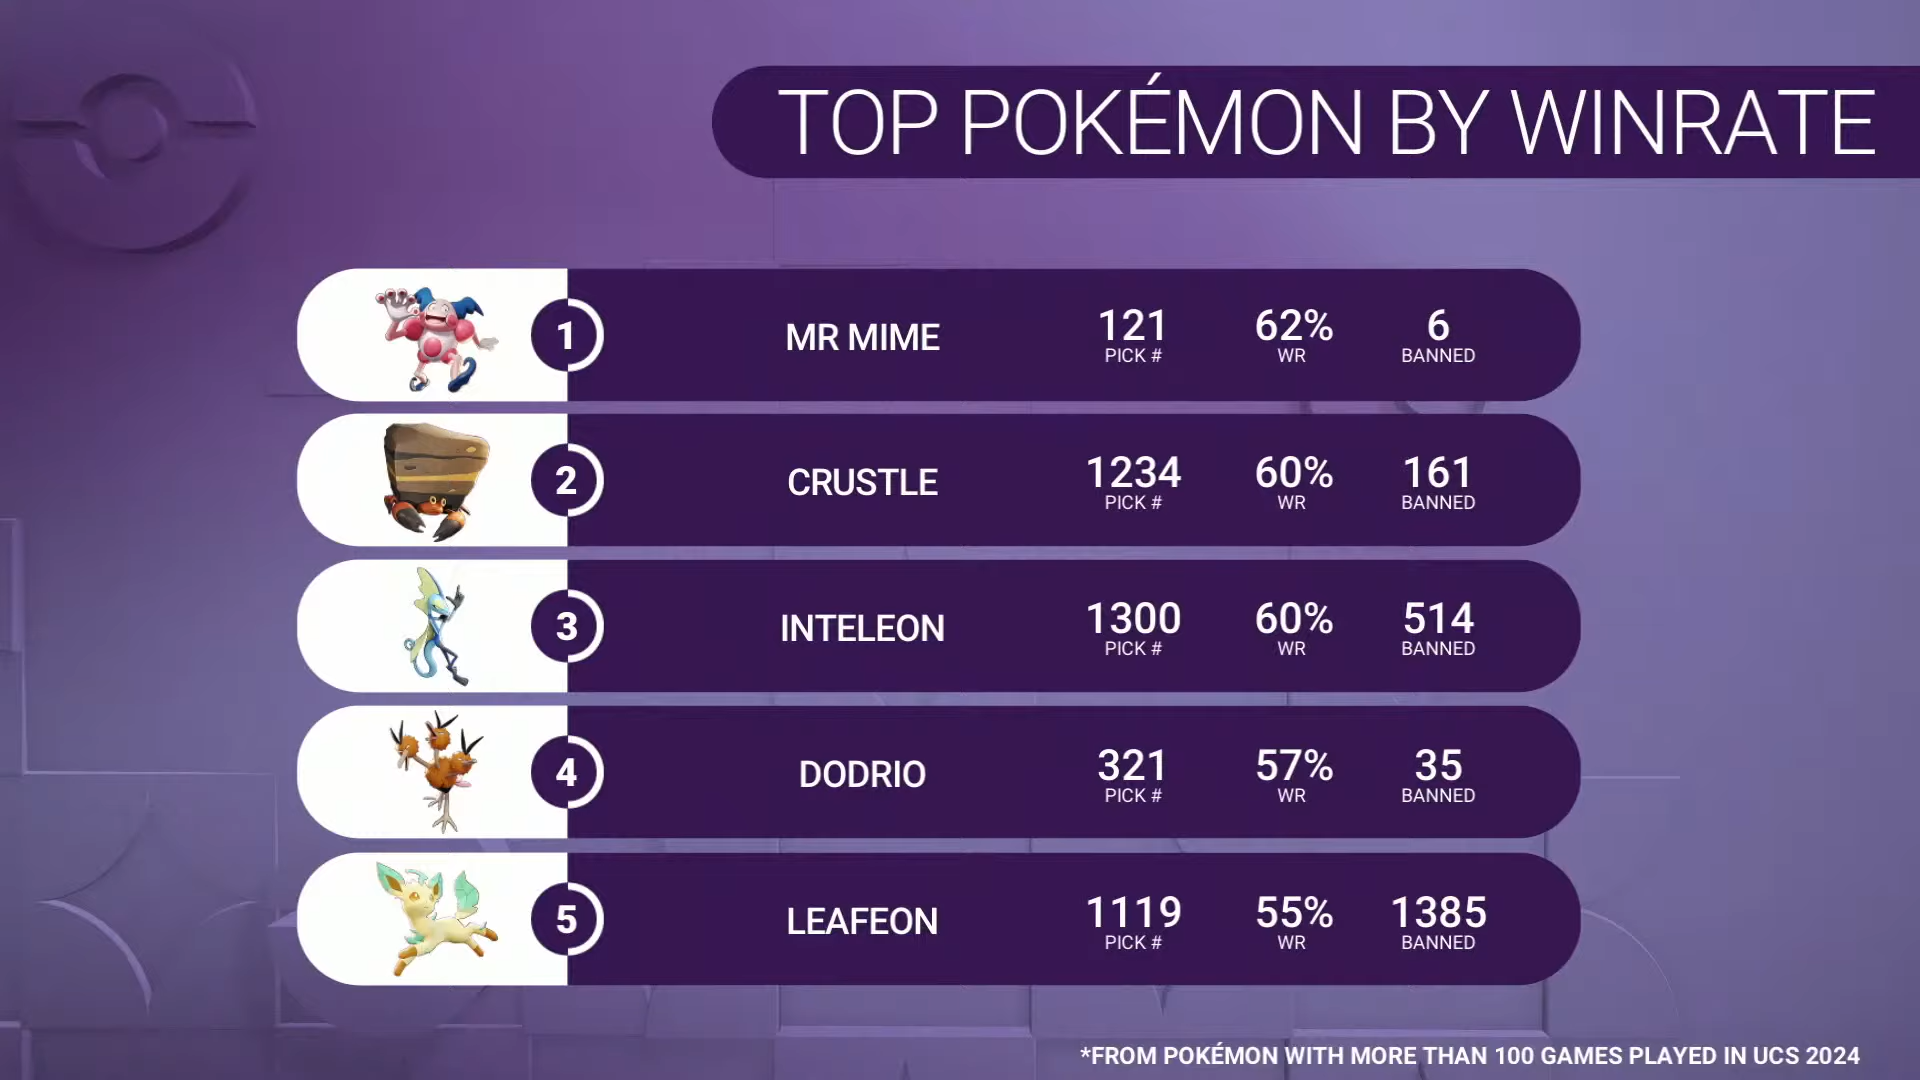 TOP POKÉMON BY WINRATE
1 MR MIME 121 62% 6
PICK # WR BANNED
2 CRUSTLE 1234 60% 161
PICK # WR BANNED
3 INTELEON 1300 60% 514
PICK # WR BANNED
4 DODRIO 321 57% 35
PICK # WR BANNED
5 LEAFEON 1119 55% 1385
PICK # WR BANNED
*FROM POKÉMON WITH MORE THAN 100 GAMES PLAYED IN UCS 2024